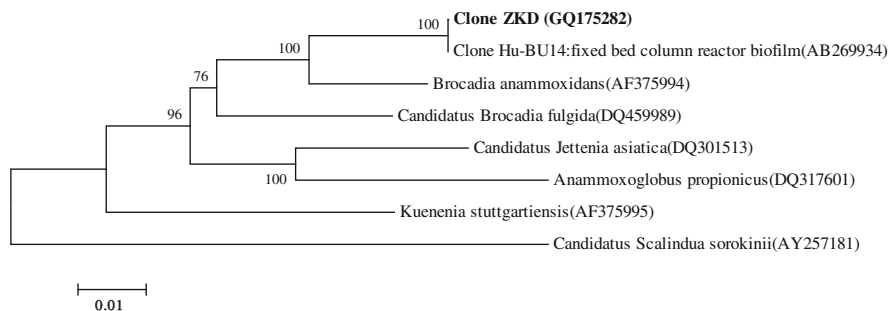 100
Clone ZKD (GQ175282)
100
Clone Hu-BU14:fixed bed column reactor biofilm(AB269934)
76
Brocadia anammoxidans(AF375994)
96
Candidatus Brocadia fulgida(DQ459989)
Candidatus Jettenia asiatica(DQ301513)
100
Anammoxoglobus propionicus(DQ317601)
Kuenenia stuttgartiensis(AF375995)
Candidatus Scalindua sorokinii(AY257181)
0.01